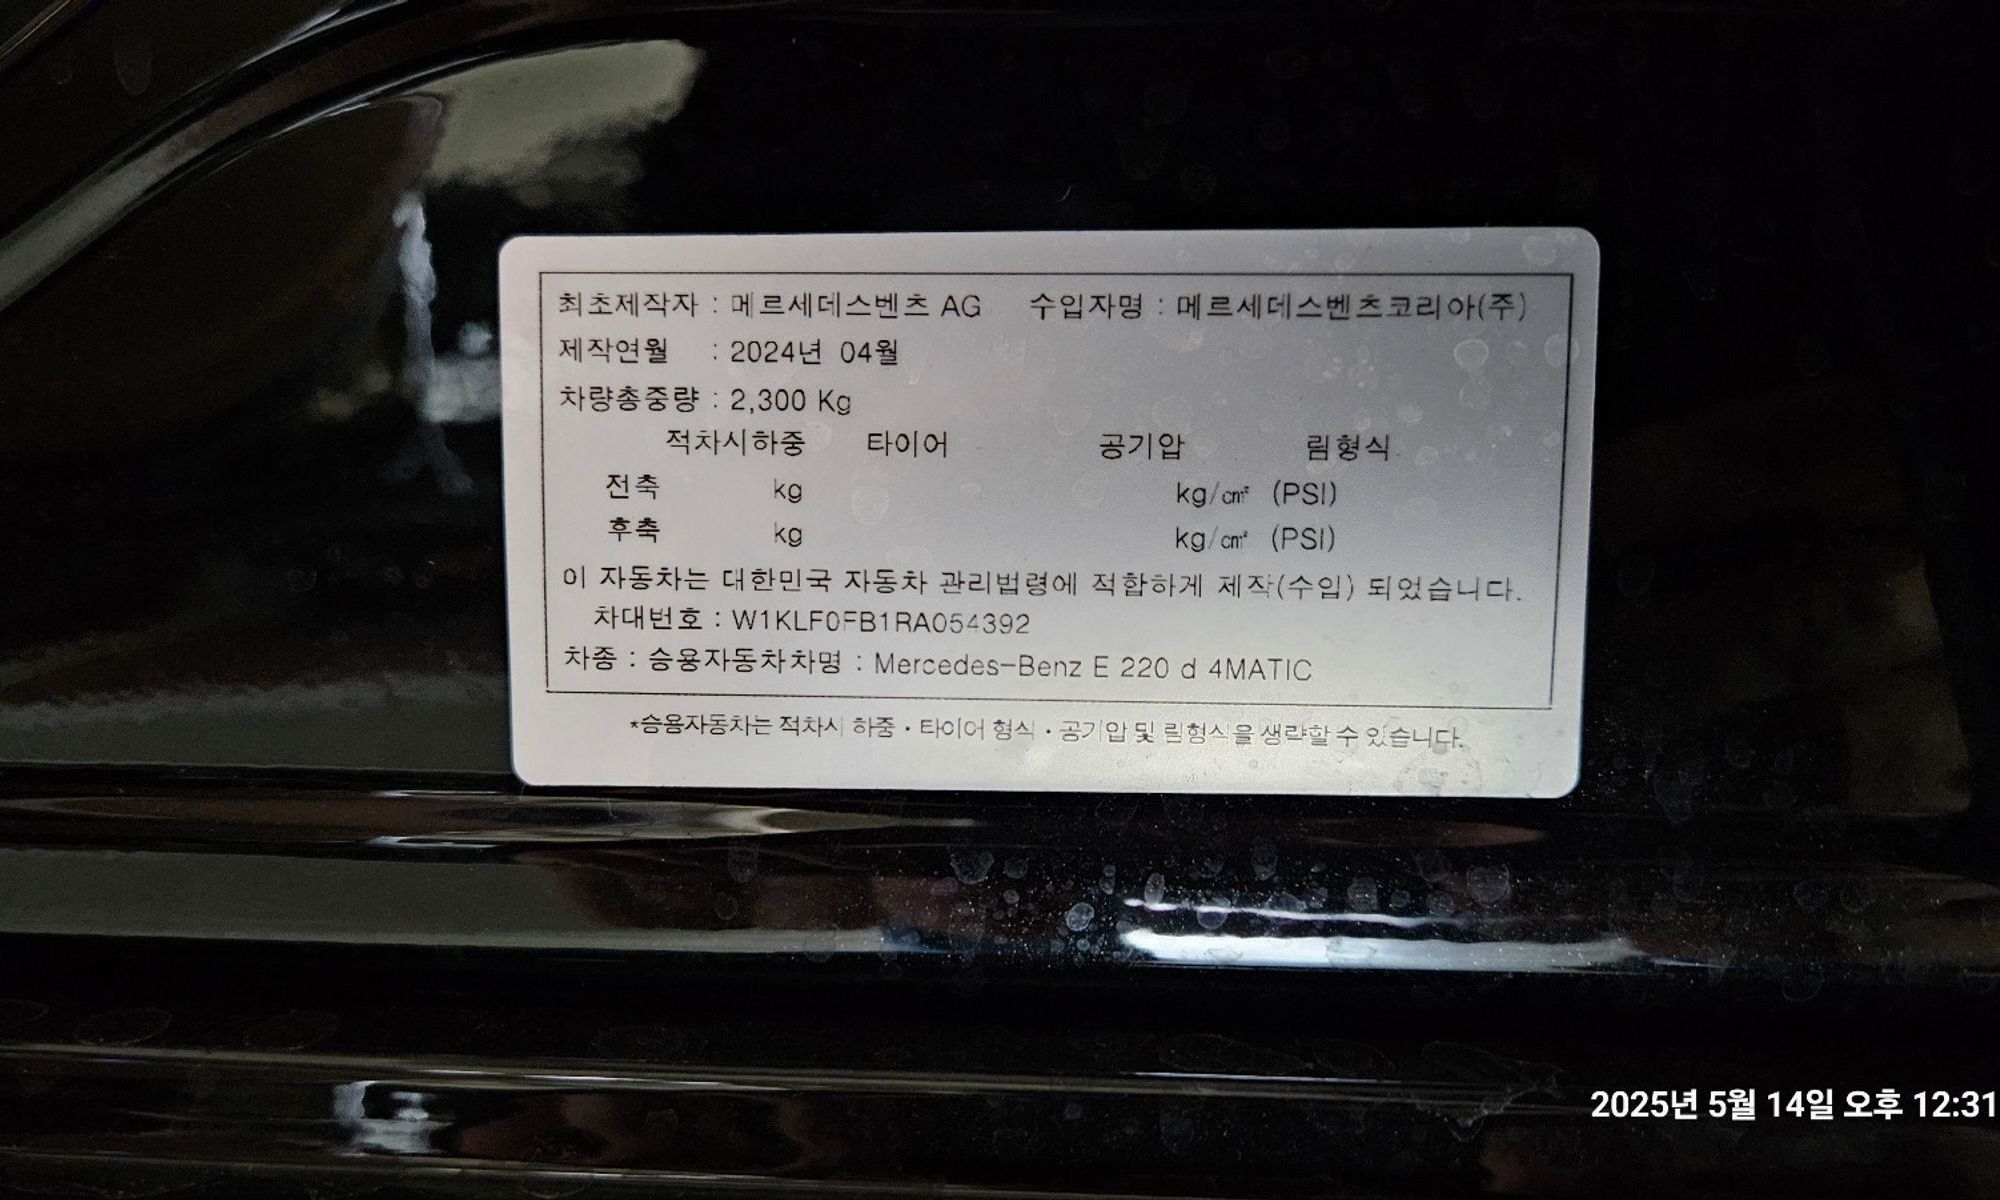 최초제작자 : 메르세데스벤츠 AG 수입자명 : 메르세데스벤츠코리아(주)
제작연월 : 2024년 04월
차량총중량 : 2,300 Kg
적차시하중 타이어 공기압 림형식
전축 kg kg/㎠ (PSI)
후축 kg kg/㎠ (PSI)
이 자동차는 대한민국 자동차 관리법령에 적합하게 제작(수입) 되었습니다.
차대번호 : W1KLF0FB1RA054392
차종 : 승용자동차차명 : Mercedes-Benz E 220 d 4MATIC
*승용자동차는 적차시 하중·타이어 형식·공기압 및 림형식을 생략할 수 있습니다.
2025년 5월 14일 오후 12:31